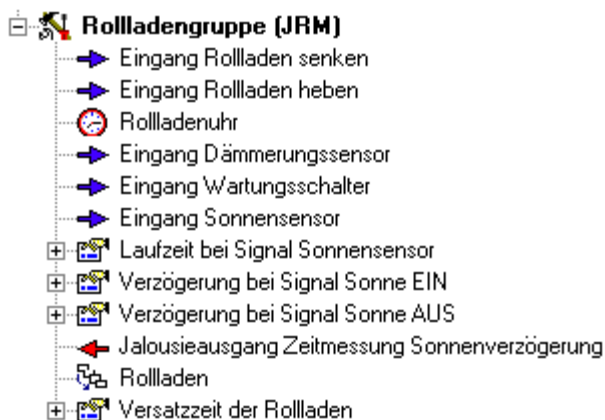 Rollladengruppe (JRM)
Eingang Rollladen senken
Eingang Rollladen heben
Rollladenuhr
Eingang Dämmerungssensor
Eingang Wartungsschalter
Eingang Sonnensensor
Laufzeit bei Signal Sonnensensor
Verzögerung bei Signal Sonne EIN
Verzögerung bei Signal Sonne AUS
Jalousieausgang Zeitmessung Sonnenverzögerung
Rollladen
Versatzzeit der Rollladen